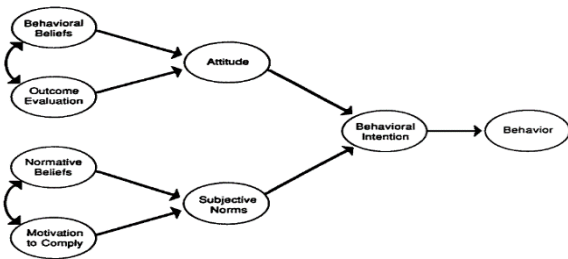 Behavioral
Beliefs
Outcome
Evaluation
Attitude
Normative
Beliefs
Motivation
to Comply
Subjective
Norms
Behavioral
Intention
Behavior